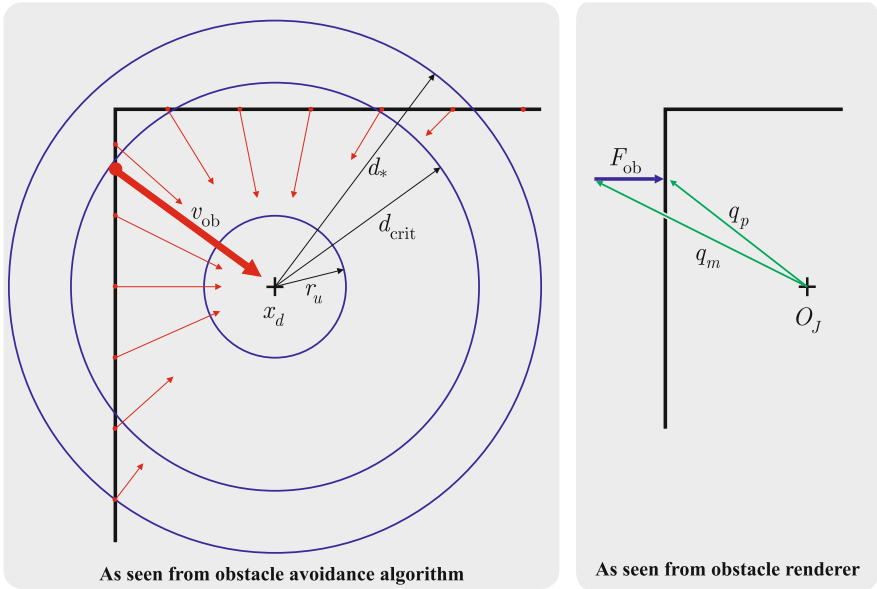 d*
v_ob
d_crit
r_u
x_d
As seen from obstacle avoidance algorithm
F_ob
q_p
q_m
O_J
As seen from obstacle renderer